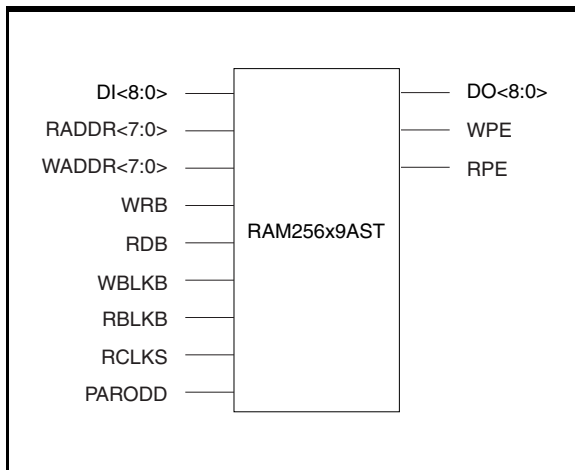 DI<8:0>
RADDR<7:0>
WADDR<7:0>
WRB
RDB
WBLKB
RBLKB
RCLKS
PARODD
RAM256x9AST
DO<8:0>
WPE
RPE